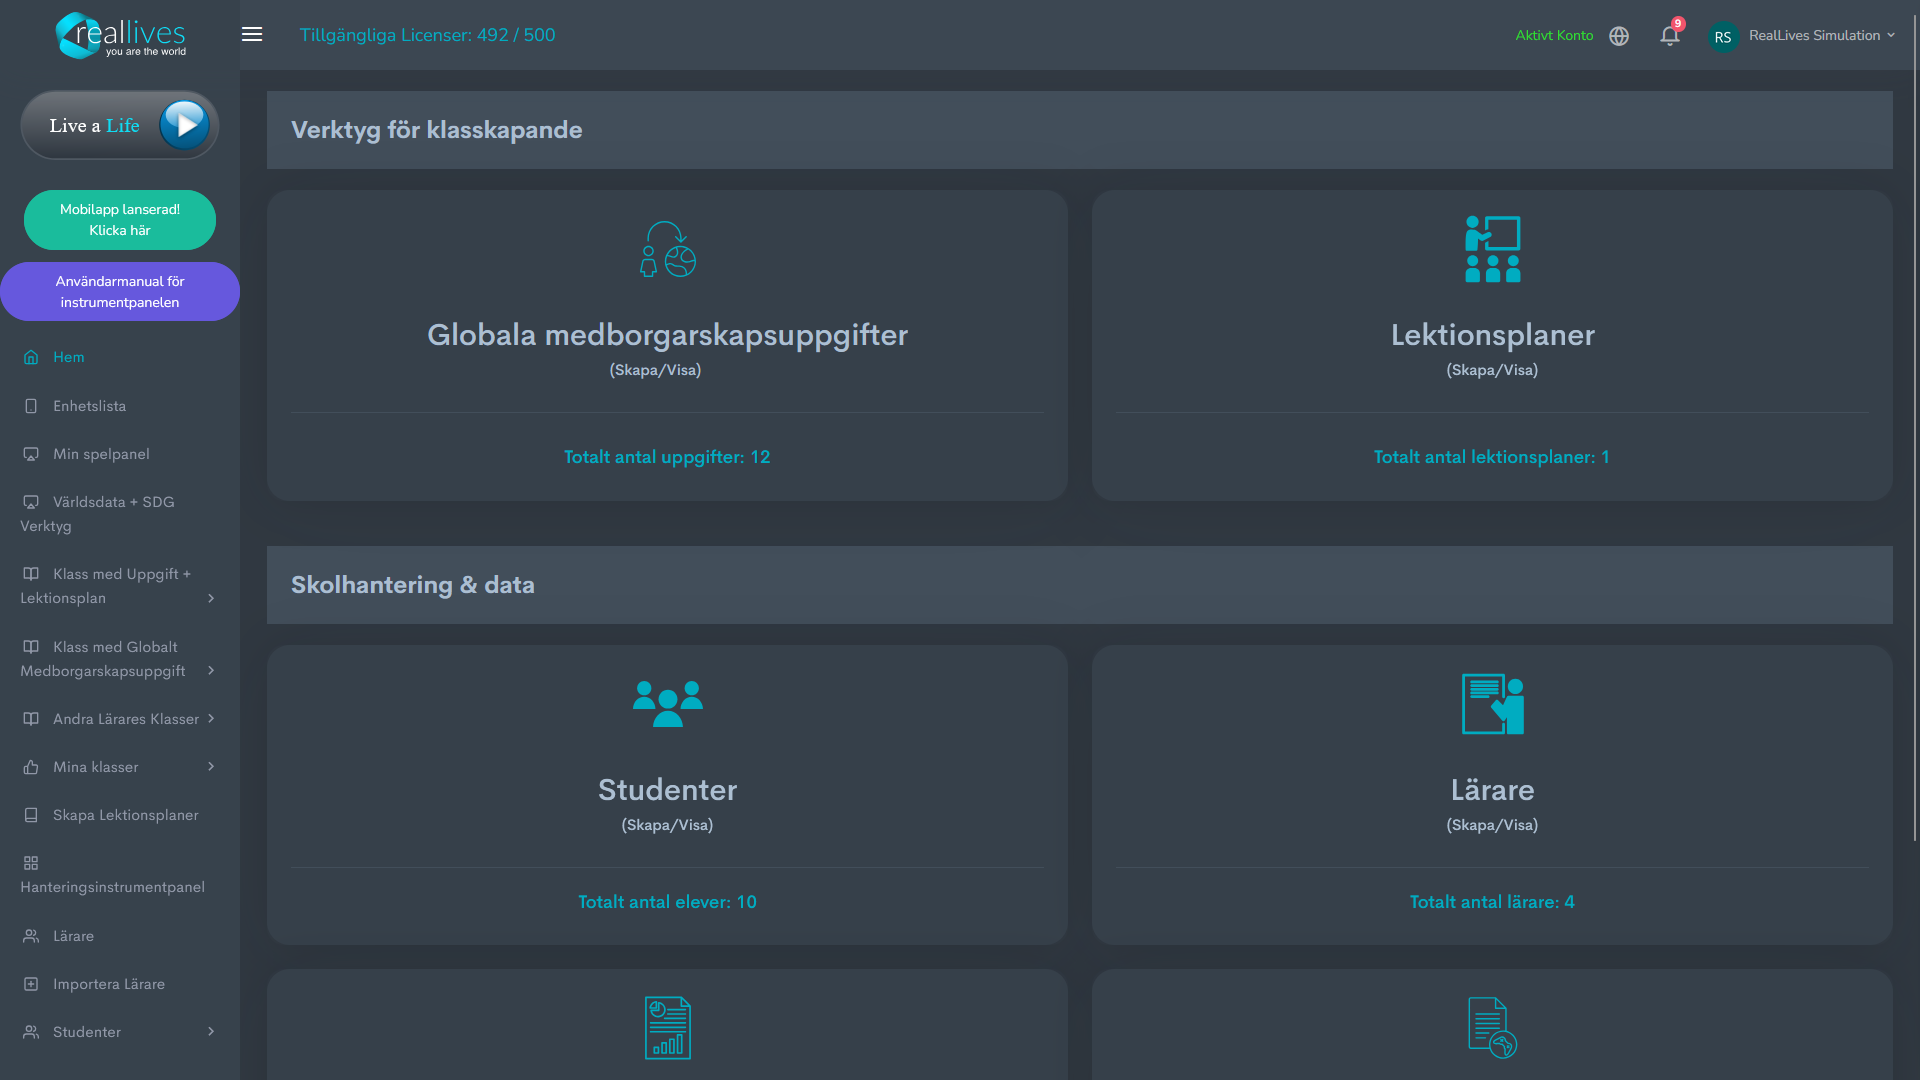 reallives
you are the world
Tillgängliga Licenser: 492 / 500
Aktivt Konto
9
RS
RealLives Simulation
Live a Life
Mobilapp lanserad!
Klicka här
Användarmanual för
instrumentpanelen
Hem
Enhetslista
Min spelpanel
Världsdata + SDG
Verktyg
Klass med Uppgift +
Lektionsplan
Klass med Globalt
Medborgarskapsuppgift
Andra Lärares Klasser
Mina klasser
Skapa Lektionsplaner
Hanteringsinstrumentpanel
Lärare
Importera Lärare
Studenter
Verktyg för klasskapande
Globala medborgarskapsuppgifter
(Skapa/Visa)
Totalt antal uppgifter: 12
Lektionsplaner
(Skapa/Visa)
Totalt antal lektionsplaner: 1
Skolhantering & data
Studenter
(Skapa/Visa)
Totalt antal elever: 10
Lärare
(Skapa/Visa)
Totalt antal lärare: 4